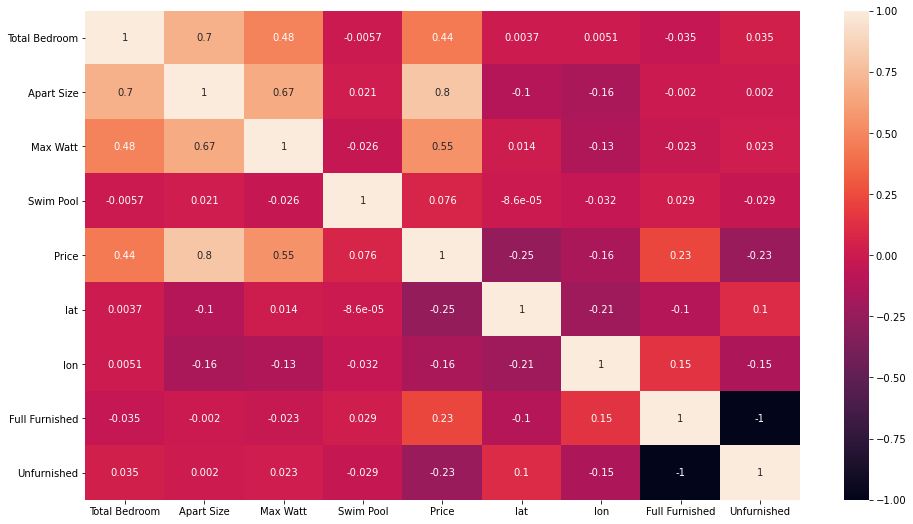 Total Bedroom 1 0.7 0.48 -0.0057 0.44 0.0037 0.0051 -0.035 0.035
Apart Size 0.7 1 0.67 0.021 0.8 -0.1 -0.16 -0.002 0.002
Max Watt 0.48 0.67 1 -0.026 0.55 0.014 -0.13 -0.023 0.023
Swim Pool -0.0057 0.021 -0.026 1 0.076 -8.6e-05 -0.032 0.029 -0.029
Price 0.44 0.8 0.55 0.076 1 -0.25 -0.16 0.23 -0.23
lat 0.0037 -0.1 0.014 -8.6e-05 -0.25 1 -0.21 -0.1 0.1
lon 0.0051 -0.16 -0.13 -0.032 -0.16 -0.21 1 0.15 -0.15
Full Furnished -0.035 -0.002 -0.023 0.029 0.23 -0.1 0.15 1 -1
Unfurnished 0.035 0.002 0.023 -0.029 -0.23 0.1 -0.15 -1 1
Total Bedroom Apart Size Max Watt Swim Pool Price lat lon Full Furnished Unfurnished
1.00
0.75
0.50
0.25
0.00
−0.25
−0.50
−0.75
−1.00